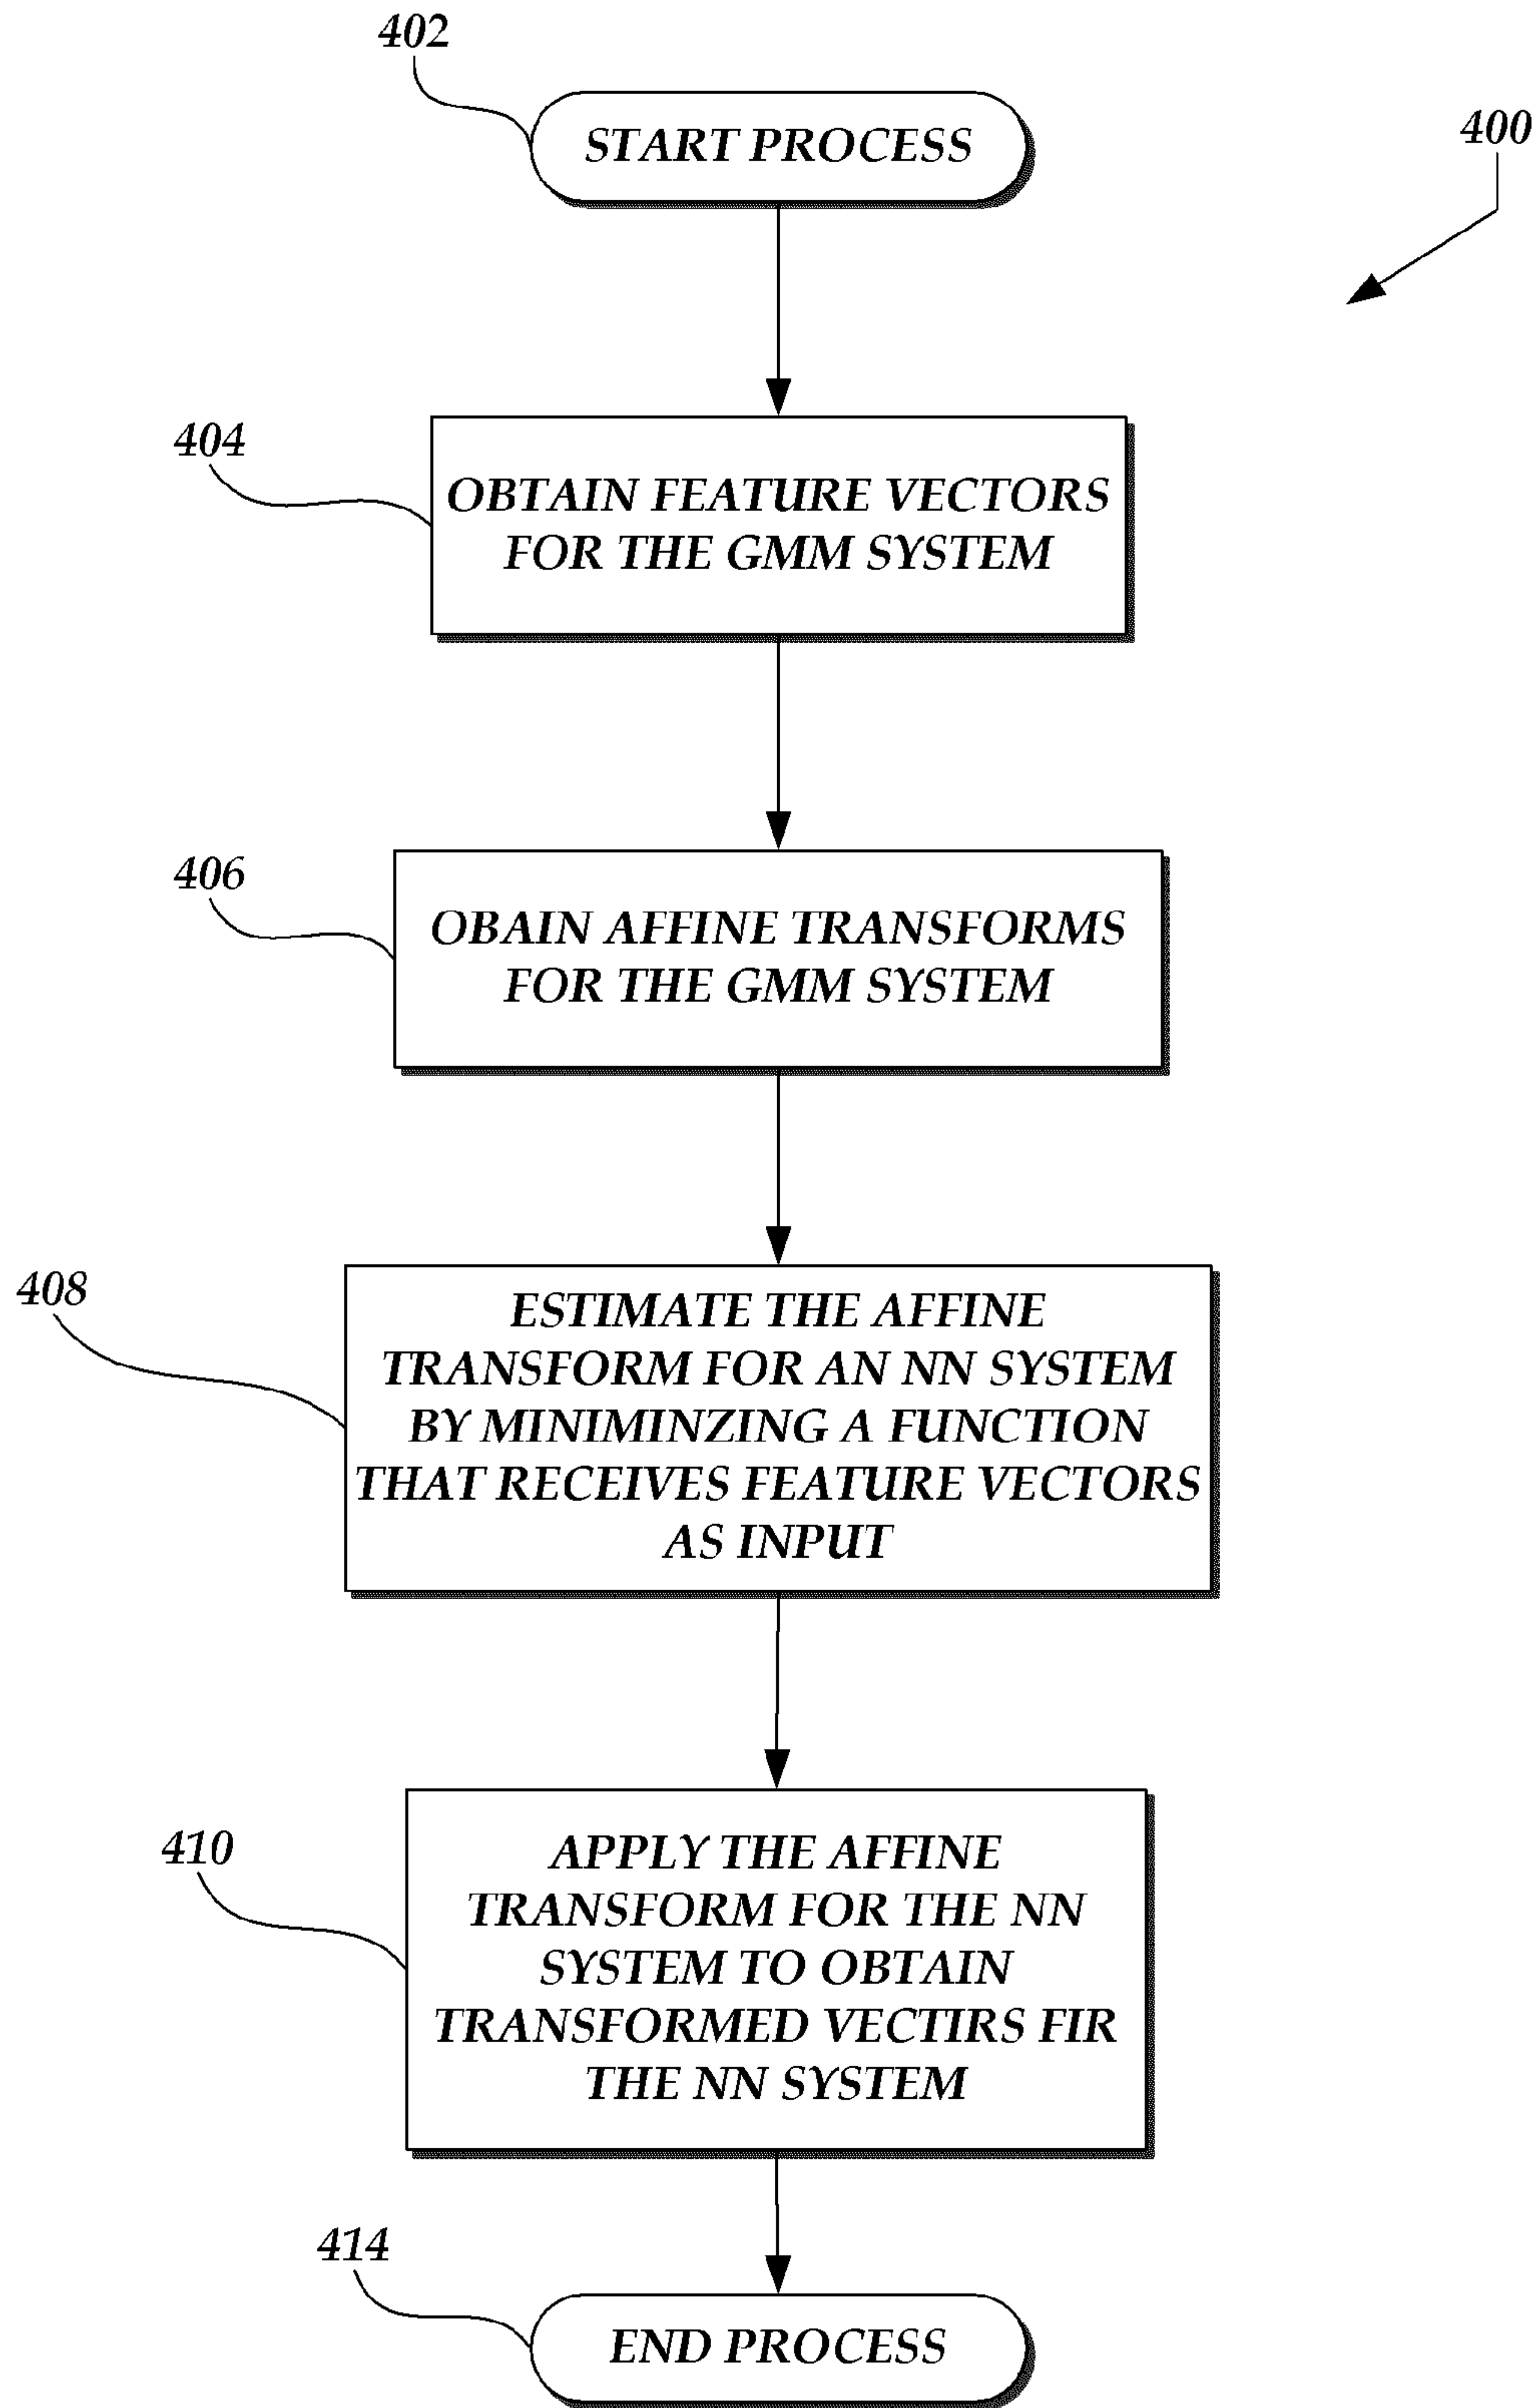 402
START PROCESS
400
404
OBTAIN FEATURE VECTORS
FOR THE GMM SYSTEM
406
OBAIN AFFINE TRANSFORMS
FOR THE GMM SYSTEM
408
ESTIMATE THE AFFINE
TRANSFORM FOR AN NN SYSTEM
BY MINIMINZING A FUNCTION
THAT RECEIVES FEATURE VECTORS
AS INPUT
410
APPLY THE AFFINE
TRANSFORM FOR THE NN
SYSTEM TO OBTAIN
TRANSFORMED VECTIRS FIR
THE NN SYSTEM
414
END PROCESS